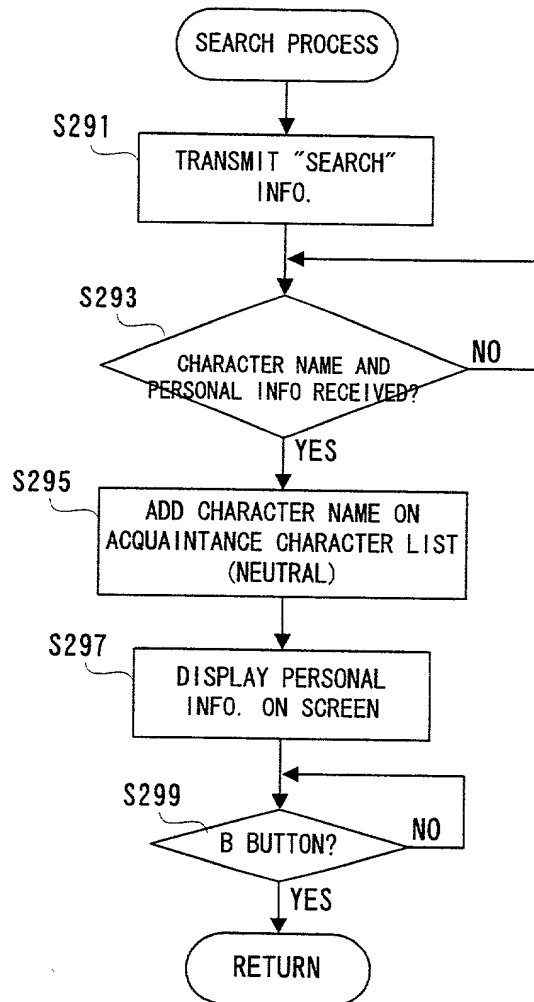 SEARCH PROCESS
S291
TRANSMIT "SEARCH"
INFO.
S293
CHARACTER NAME AND
PERSONAL INFO RECEIVED?
NO
YES
S295
ADD CHARACTER NAME ON
ACQUAINTANCE CHARACTER LIST
(NEUTRAL)
S297
DISPLAY PERSONAL
INFO. ON SCREEN
S299
B BUTTON?
NO
YES
RETURN